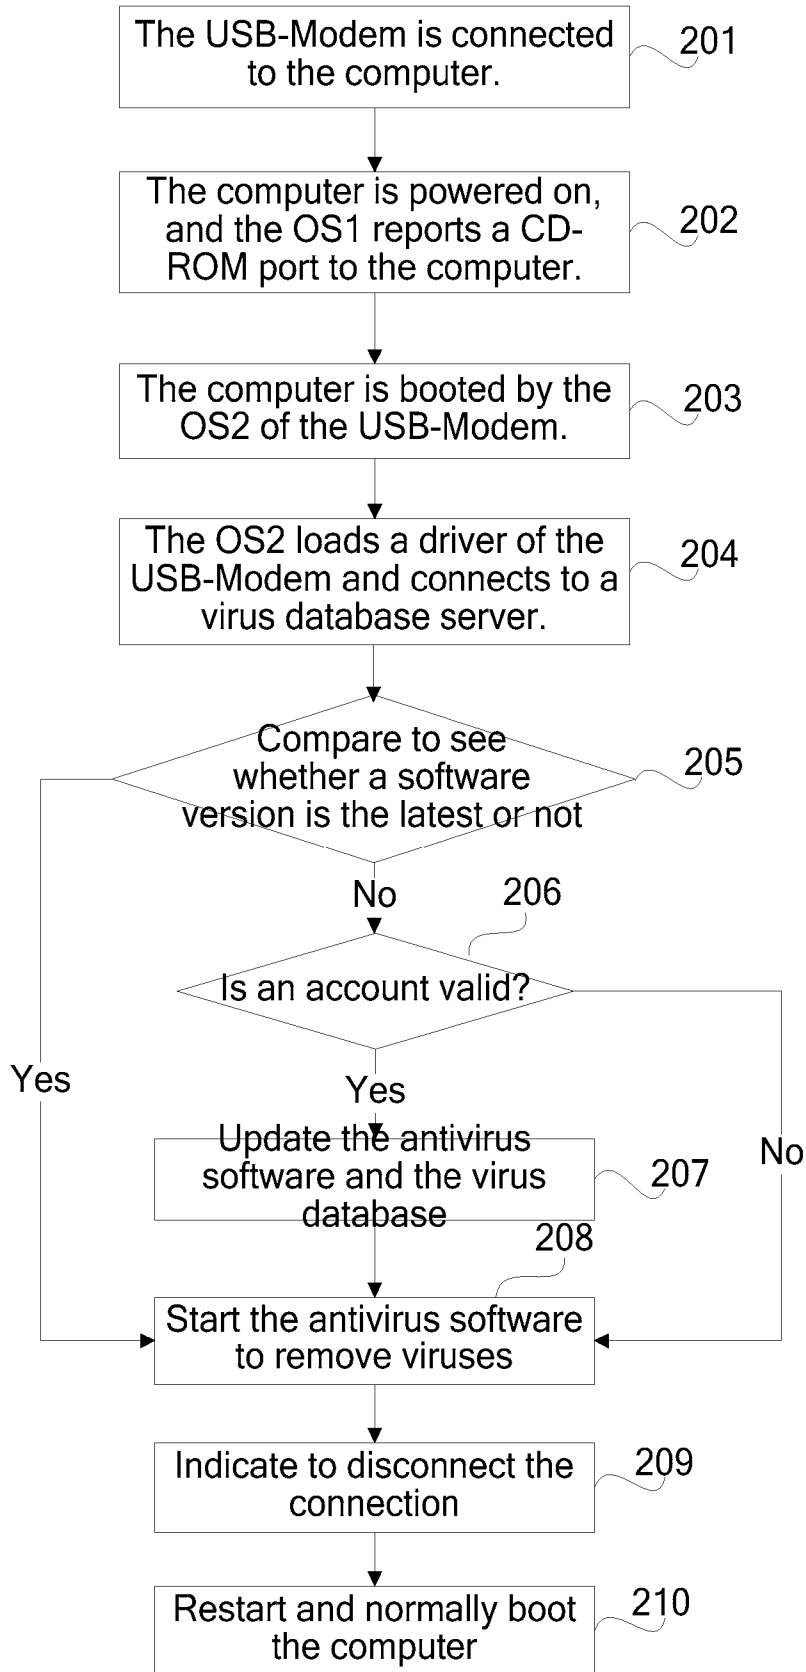 The USB-Modem is connected
to the computer.
201
The computer is powered on,
and the OS1 reports a CD-
ROM port to the computer.
202
The computer is booted by the
OS2 of the USB-Modem.
203
The OS2 loads a driver of the
USB-Modem and connects to a
virus database server.
204
Compare to see
whether a software
version is the latest or not
205
No
206
Is an account valid?
Yes
Yes
No
Update the antivirus
software and the virus
database
207
208
Start the antivirus software
to remove viruses
Indicate to disconnect the
connection
209
Restart and normally boot
the computer
210